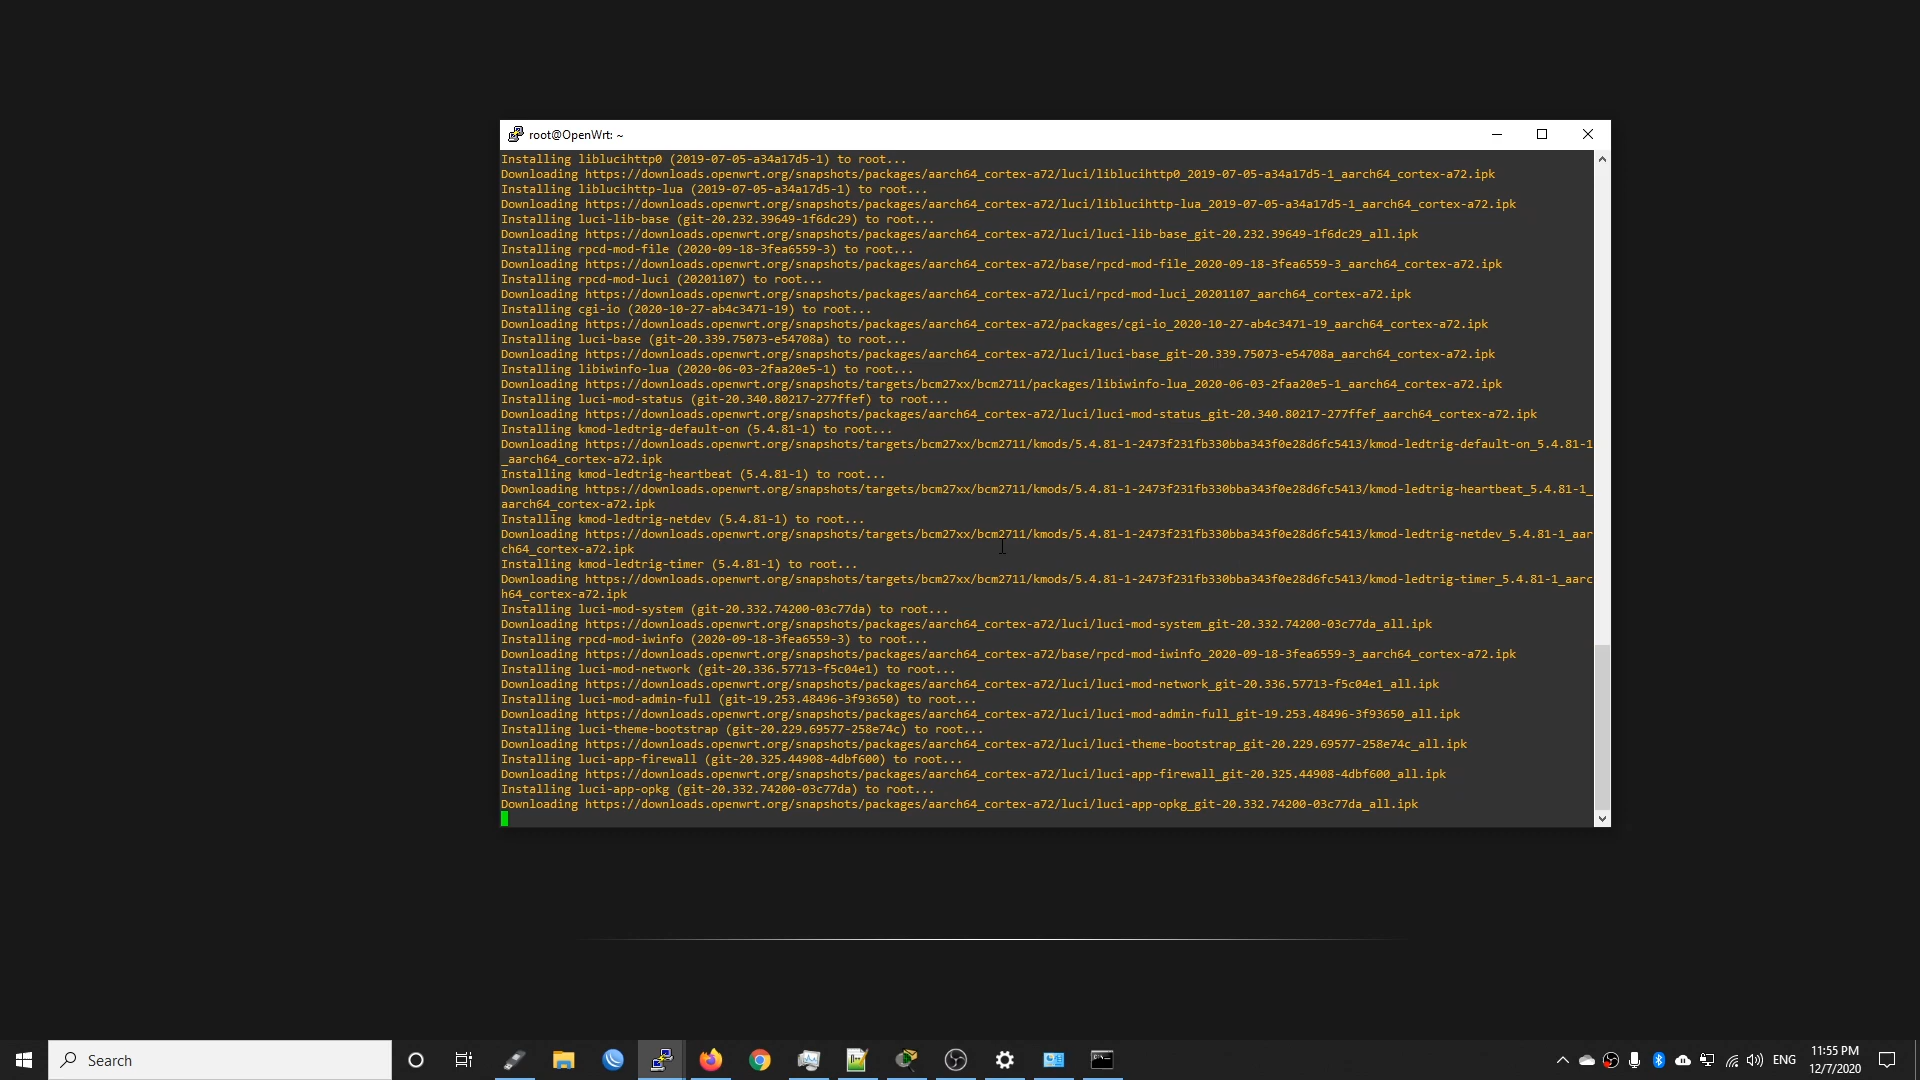 root@OpenWrt: ~
Installing liblucihttp0 (2019-07-05-a34a17d5-1) to root...
Downloading https://downloads.openwrt.org/snapshots/packages/aarch64_cortex-a72/luci/liblucihttp0_2019-07-05-a34a17d5-1_aarch64_cortex-a72.ipk
Installing liblucihttp-lua (2019-07-05-a34a17d5-1) to root...
Downloading https://downloads.openwrt.org/snapshots/packages/aarch64_cortex-a72/luci/liblucihttp-lua_2019-07-05-a34a17d5-1_aarch64_cortex-a72.ipk
Installing luci-lib-base (git-20.232.39649-1f6dc29) to root...
Downloading https://downloads.openwrt.org/snapshots/packages/aarch64_cortex-a72/luci/luci-lib-base_git-20.232.39649-1f6dc29_all.ipk
Installing rpcd-mod-file (2020-09-18-3fea6559-3) to root...
Downloading https://downloads.openwrt.org/snapshots/packages/aarch64_cortex-a72/base/rpcd-mod-file_2020-09-18-3fea6559-3_aarch64_cortex-a72.ipk
Installing rpcd-mod-luci (20201107) to root...
Downloading https://downloads.openwrt.org/snapshots/packages/aarch64_cortex-a72/luci/rpcd-mod-luci_20201107_aarch64_cortex-a72.ipk
Installing cgi-io (2020-10-27-ab4c3471-19) to root...
Downloading https://downloads.openwrt.org/snapshots/packages/aarch64_cortex-a72/packages/cgi-io_2020-10-27-ab4c3471-19_aarch64_cortex-a72.ipk
Installing luci-base (git-20.339.75073-e54708a) to root...
Downloading https://downloads.openwrt.org/snapshots/packages/aarch64_cortex-a72/luci/luci-base_git-20.339.75073-e54708a_aarch64_cortex-a72.ipk
Installing libiwinfo-lua (2020-06-03-2faa20e5-1) to root...
Downloading https://downloads.openwrt.org/snapshots/targets/bcm27xx/bcm2711/packages/libiwinfo-lua_2020-06-03-2faa20e5-1_aarch64_cortex-a72.ipk
Installing luci-mod-status (git-20.340.80217-277ffef) to root...
Downloading https://downloads.openwrt.org/snapshots/packages/aarch64_cortex-a72/luci/luci-mod-status_git-20.340.80217-277ffef_aarch64_cortex-a72.ipk
Installing kmod-ledtrig-default-on (5.4.81-1) to root...
Downloading https://downloads.openwrt.org/snapshots/targets/bcm27xx/bcm2711/kmods/5.4.81-1-2473f231fb330bba343f0e28d6fc5413/kmod-ledtrig-default-on_5.4.81-1
_aarch64_cortex-a72.ipk
Installing kmod-ledtrig-heartbeat (5.4.81-1) to root...
Downloading https://downloads.openwrt.org/snapshots/targets/bcm27xx/bcm2711/kmods/5.4.81-1-2473f231fb330bba343f0e28d6fc5413/kmod-ledtrig-heartbeat_5.4.81-1_
aarch64_cortex-a72.ipk
Installing kmod-ledtrig-netdev (5.4.81-1) to root...
Downloading https://downloads.openwrt.org/snapshots/targets/bcm27xx/bcm2711/kmods/5.4.81-1-2473f231fb330bba343f0e28d6fc5413/kmod-ledtrig-netdev_5.4.81-1_aar
ch64_cortex-a72.ipk
Installing kmod-ledtrig-timer (5.4.81-1) to root...
Downloading https://downloads.openwrt.org/snapshots/targets/bcm27xx/bcm2711/kmods/5.4.81-1-2473f231fb330bba343f0e28d6fc5413/kmod-ledtrig-timer_5.4.81-1_aarc
h64_cortex-a72.ipk
Installing luci-mod-system (git-20.332.74200-03c77da) to root...
Downloading https://downloads.openwrt.org/snapshots/packages/aarch64_cortex-a72/luci/luci-mod-system_git-20.332.74200-03c77da_all.ipk
Installing rpcd-mod-iwinfo (2020-09-18-3fea6559-3) to root...
Downloading https://downloads.openwrt.org/snapshots/packages/aarch64_cortex-a72/base/rpcd-mod-iwinfo_2020-09-18-3fea6559-3_aarch64_cortex-a72.ipk
Installing luci-mod-network (git-20.336.57713-f5c04e1) to root...
Downloading https://downloads.openwrt.org/snapshots/packages/aarch64_cortex-a72/luci/luci-mod-network_git-20.336.57713-f5c04e1_all.ipk
Installing luci-mod-admin-full (git-19.253.48496-3f93650) to root...
Downloading https://downloads.openwrt.org/snapshots/packages/aarch64_cortex-a72/luci/luci-mod-admin-full_git-19.253.48496-3f93650_all.ipk
Installing luci-theme-bootstrap (git-20.229.69577-258e74c) to root...
Downloading https://downloads.openwrt.org/snapshots/packages/aarch64_cortex-a72/luci/luci-theme-bootstrap_git-20.229.69577-258e74c_all.ipk
Installing luci-app-firewall (git-20.325.44908-4dbf600) to root...
Downloading https://downloads.openwrt.org/snapshots/packages/aarch64_cortex-a72/luci/luci-app-firewall_git-20.325.44908-4dbf600_all.ipk
Installing luci-app-opkg (git-20.332.74200-03c77da) to root...
Downloading https://downloads.openwrt.org/snapshots/packages/aarch64_cortex-a72/luci/luci-app-opkg_git-20.332.74200-03c77da_all.ipk
Search
ENG
11:55 PM
12/7/2020